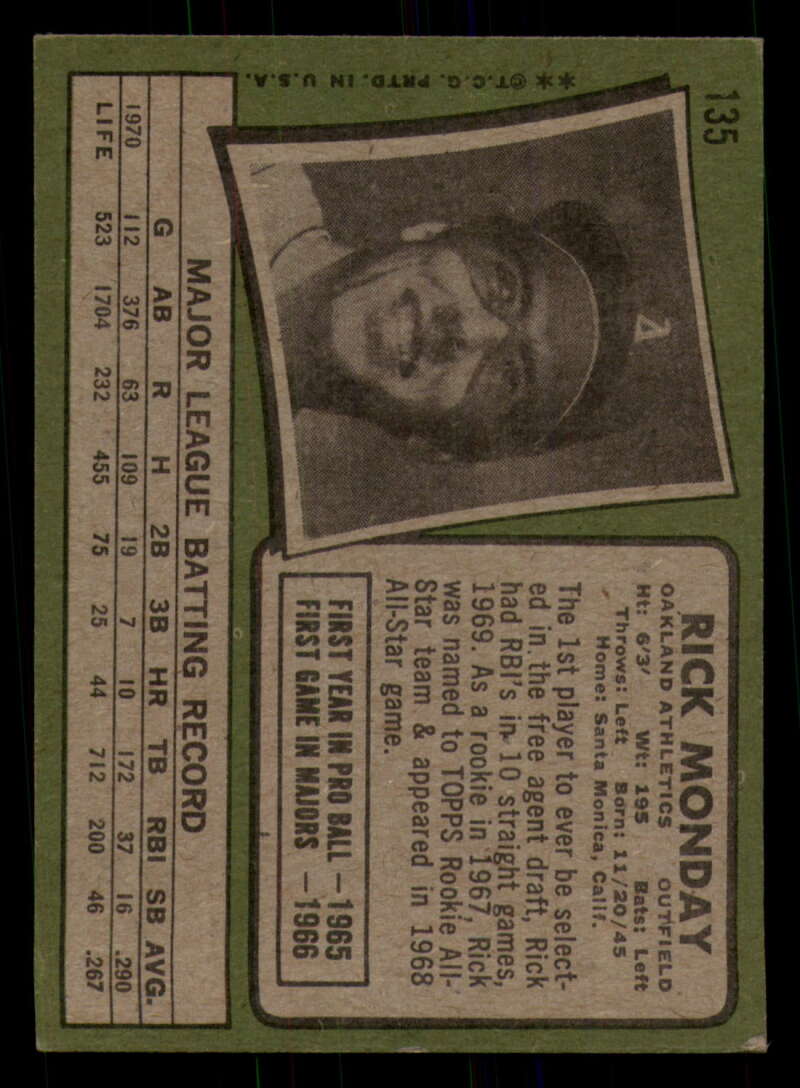 135
**©T.C.G. PRTD. IN U.S.A.
A
RICK MONDAY
OAKLAND ATHLETICS OUTFIELD
Ht: 6'3' Wt: 195 Bats: Left
Throws: Left Born: 11/20/45
Home: Santa Monica, Calif.
The 1st player to ever be select-
ed in the free agent draft, Rick
had RBI's in 10 straight games,
1969. As a rookie in 1967, Rick
was named to TOPPS Rookie All-
Star team & appeared in 1968
All-Star game.
FIRST YEAR IN PRO BALL — 1965
FIRST GAME IN MAJORS — 1966
MAJOR LEAGUE BATTING RECORD
G AB R H 2B 3B HR TB RBI SB AVG.
1970 112 376 63 109 19 7 10 172 37 16 .290
LIFE 523 1704 232 455 75 25 44 712 200 46 .267